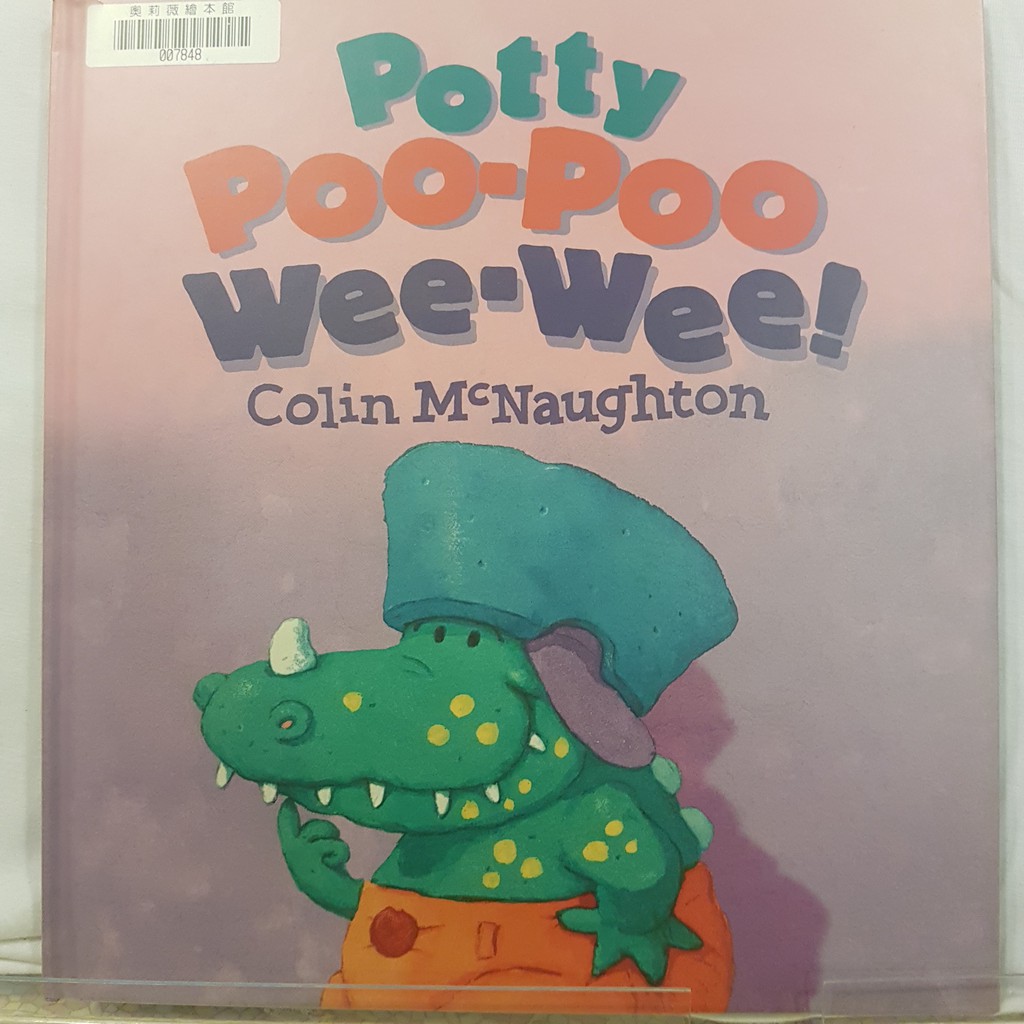 奧莉薇繪本館
007848
Potty
Poo-Poo
Wee-Wee!
Colin McNaughton